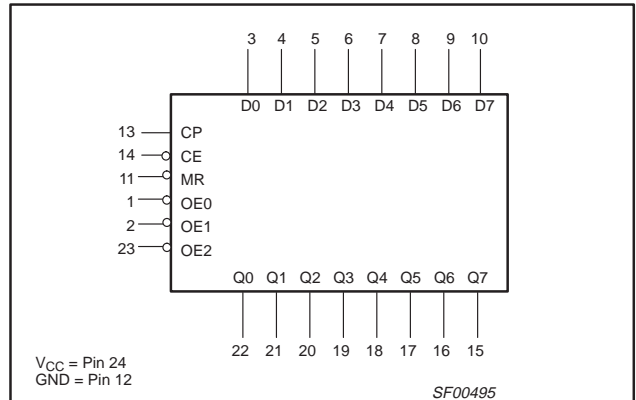 3 4 5 6 7 8 9 10
D0 D1 D2 D3 D4 D5 D6 D7
13 CP
14 CE
11 MR
1 OE0
2 OE1
23 OE2
Q0 Q1 Q2 Q3 Q4 Q5 Q6 Q7
22 21 20 19 18 17 16 15
VCC = Pin 24
GND = Pin 12
SF00495